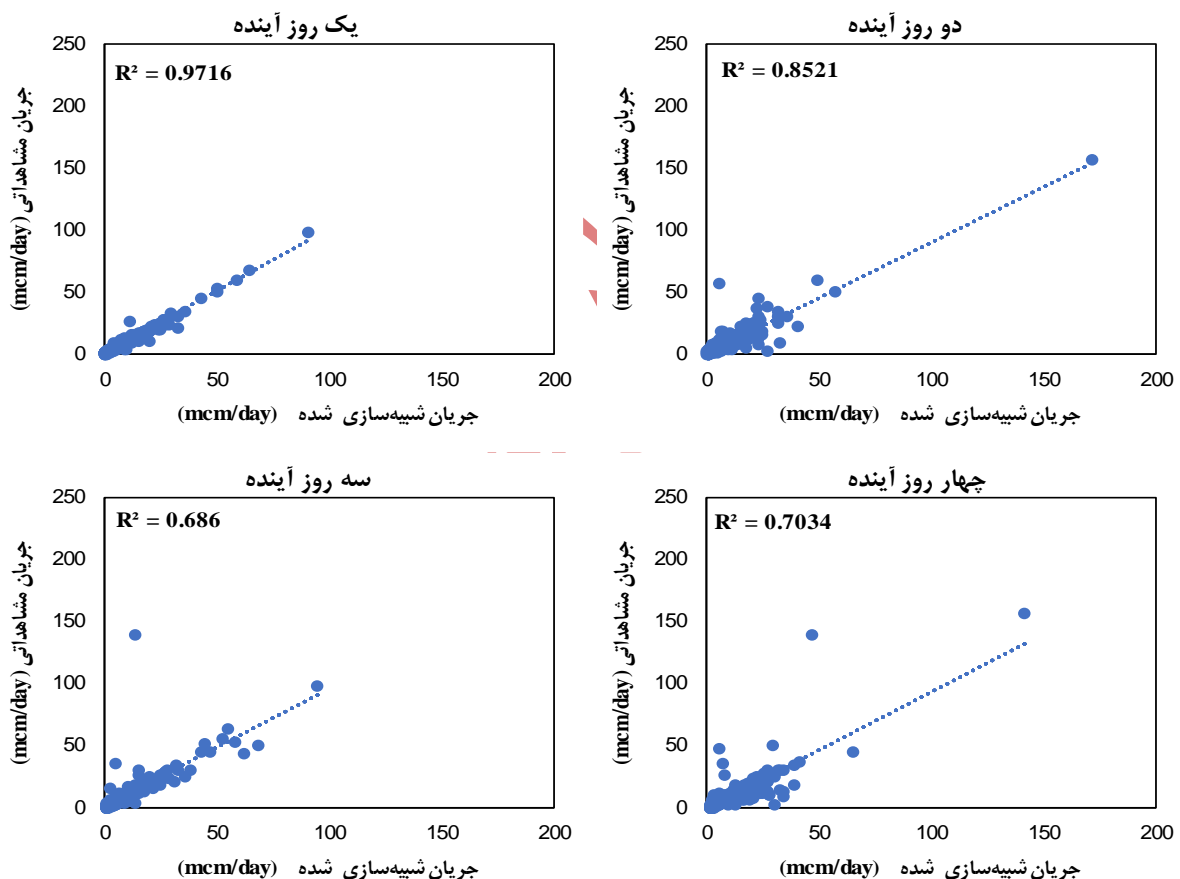 یک روز آینده
R² = 0.9716
250
200
150
100
50
0
جریان مشاهداتی (mcm/day)
0 50 100 150 200
جریان شبیه‌سازی شده (mcm/day)
دو روز آینده
R² = 0.8521
250
200
150
100
50
0
جریان مشاهداتی (mcm/day)
0 50 100 150 200
جریان شبیه‌سازی شده (mcm/day)
سه روز آینده
R² = 0.686
250
200
150
100
50
0
جریان مشاهداتی (mcm/day)
0 50 100 150 200
جریان شبیه‌سازی شده (mcm/day)
چهار روز آینده
R² = 0.7034
250
200
150
100
50
0
جریان مشاهداتی (mcm/day)
0 50 100 150 200
جریان شبیه‌سازی شده (mcm/day)